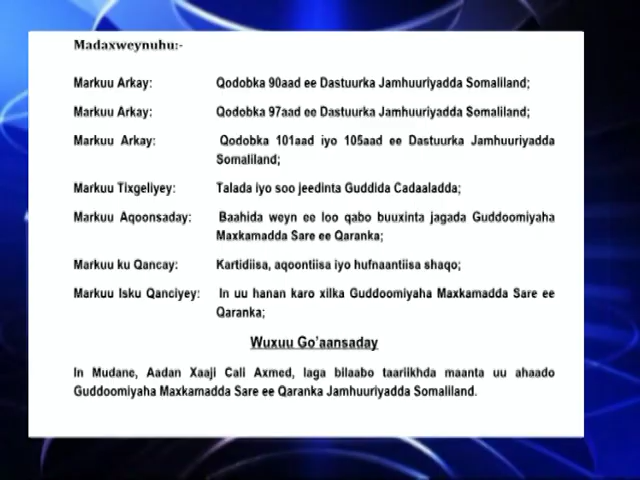 Madaxweynuhu:-
Markuu Arkay: Qodobka 90aad ee Dastuurka Jamhuuriyadda Somaliland;
Markuu Arkay: Qodobka 97aad ee Dastuurka Jamhuuriyadda Somaliland;
Markuu Arkay: Qodobka 101aad iyo 105aad ee Dastuurka Jamhuuriyadda
Somaliland;
Markuu Tixgeliyey: Talada iyo soo jeedinta Guddida Cadaaladda;
Markuu Aqoonsaday: Baahida weyn ee loo qabo buuxinta jagada Guddoomiyaha
Maxkamadda Sare ee Qaranka;
Markuu ku Qancay: Kartidiisa, aqoontiisa iyo hufnaantiisa shaqo;
Markuu Isku Qanciyey: In uu hanan karo xilka Guddoomiyaha Maxkamadda Sare ee
Qaranka;
Wuxuu Go'aansaday
In Mudane, Aadan Xaaji Cali Axmed, laga bilaabo taariikhda maanta uu ahaado
Guddoomiyaha Maxkamadda Sare ee Qaranka Jamhuuriyadda Somaliland.